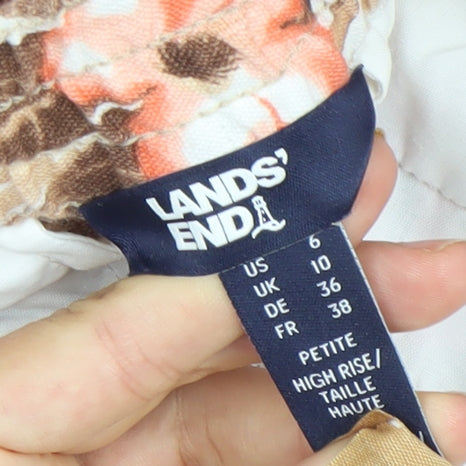 LANDS'
END
US 6
UK 10
DE 36
FR 38
PETITE
HIGH RISE/
TAILLE
HAUTE